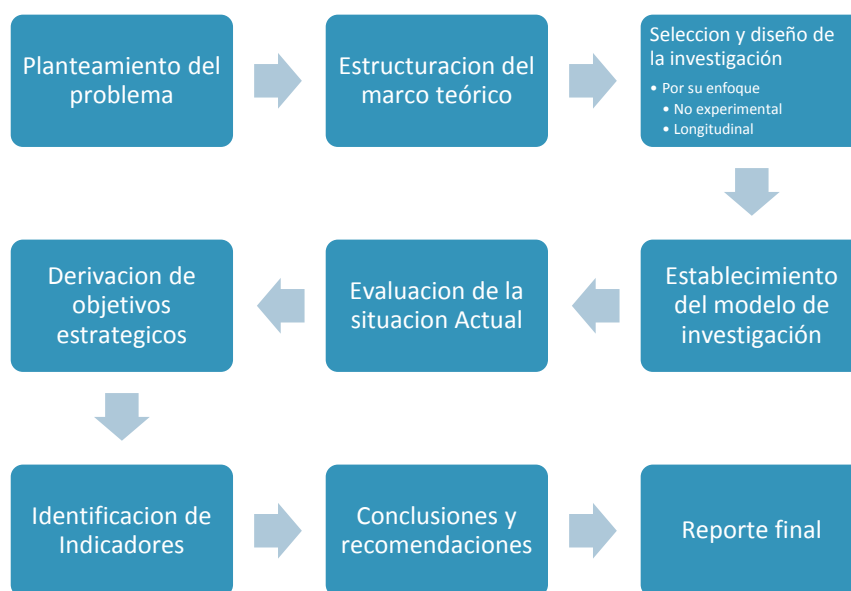 Planteamiento del
problema
Estructuracion del
marco teórico
Seleccion y diseño de
la investigación
• Por su enfoque
• No experimental
• Longitudinal
Establecimiento
del modelo de
investigación
Evaluacion de la
situacion Actual
Derivacion de
objetivos
estrategicos
Identificacion de
Indicadores
Conclusiones y
recomendaciones
Reporte final